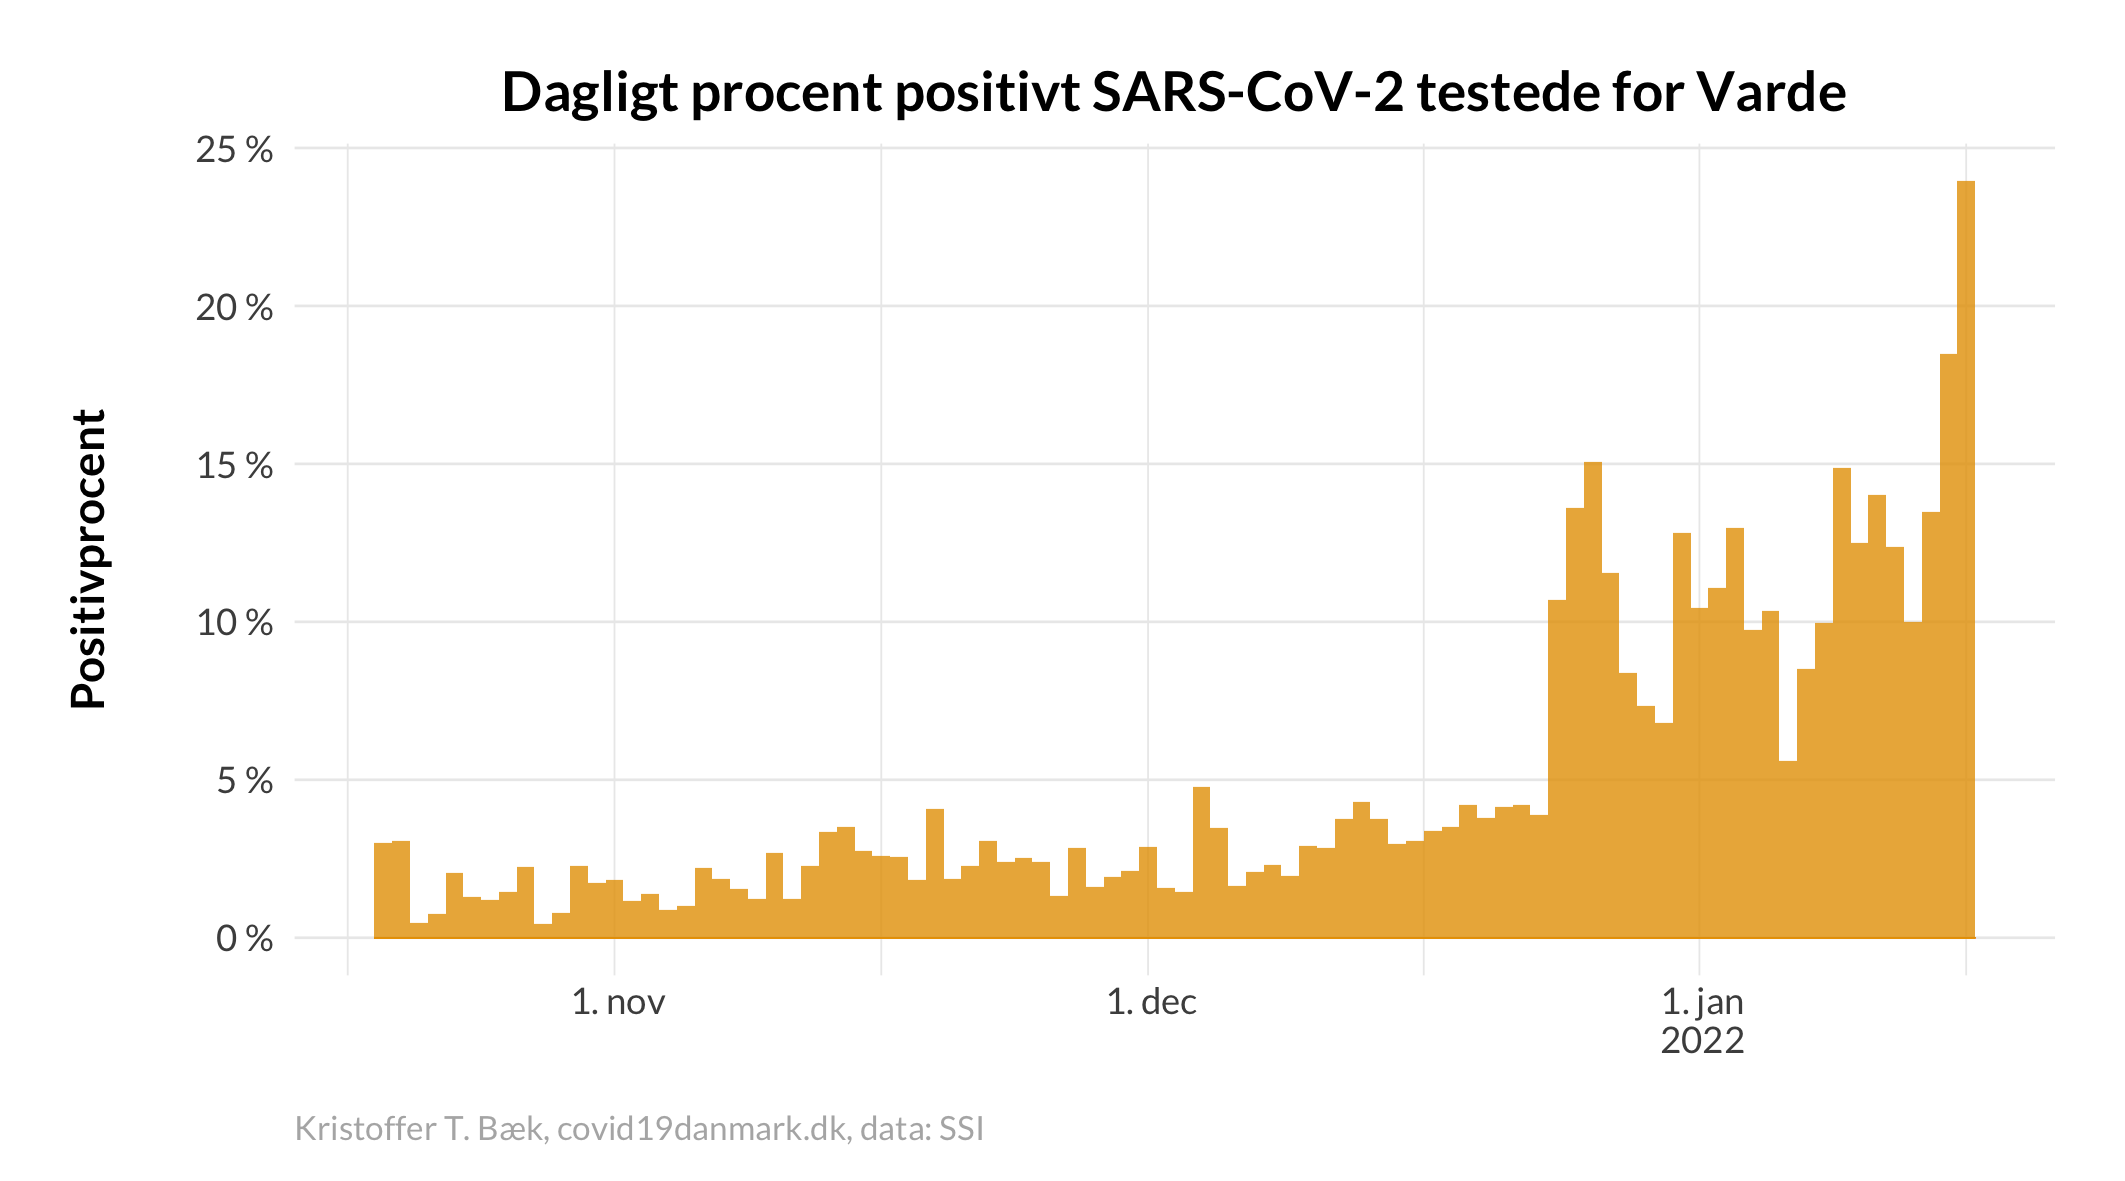 Dagligt procent positivt SARS-CoV-2 testede for Varde
Positivprocent
25 %
20 %
15 %
10 %
5 %
0 %
1. nov
1. dec
1. jan
2022
Kristoffer T. Bæk, covid19danmark.dk, data: SSI